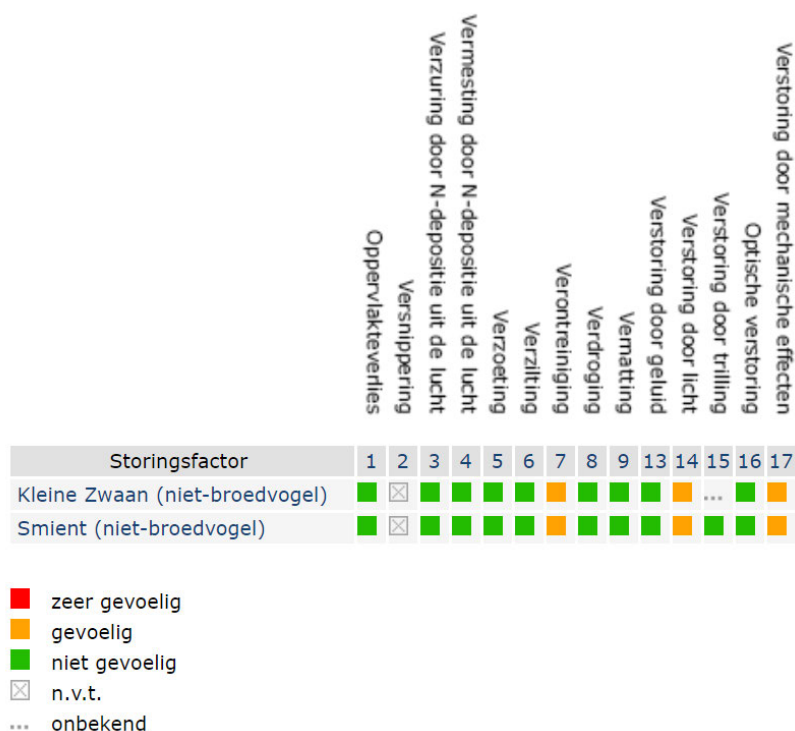 Oppervlakteverlies
Versnippering
Verzuring door N-depositie uit de lucht
Vermesting door N-depositie uit de lucht
Verzoeting
Verzilting
Verontreiniging
Verdroging
Vernatting
Verstoring door geluid
Verstoring door licht
Verstoring door trilling
Optische verstoring
Verstoring door mechanische effecten
Storingsfactor 1 2 3 4 5 6 7 8 9 13 14 15 16 17
Kleine Zwaan (niet-broedvogel) ...
Smient (niet-broedvogel)
zeer gevoelig
gevoelig
niet gevoelig
n.v.t.
... onbekend